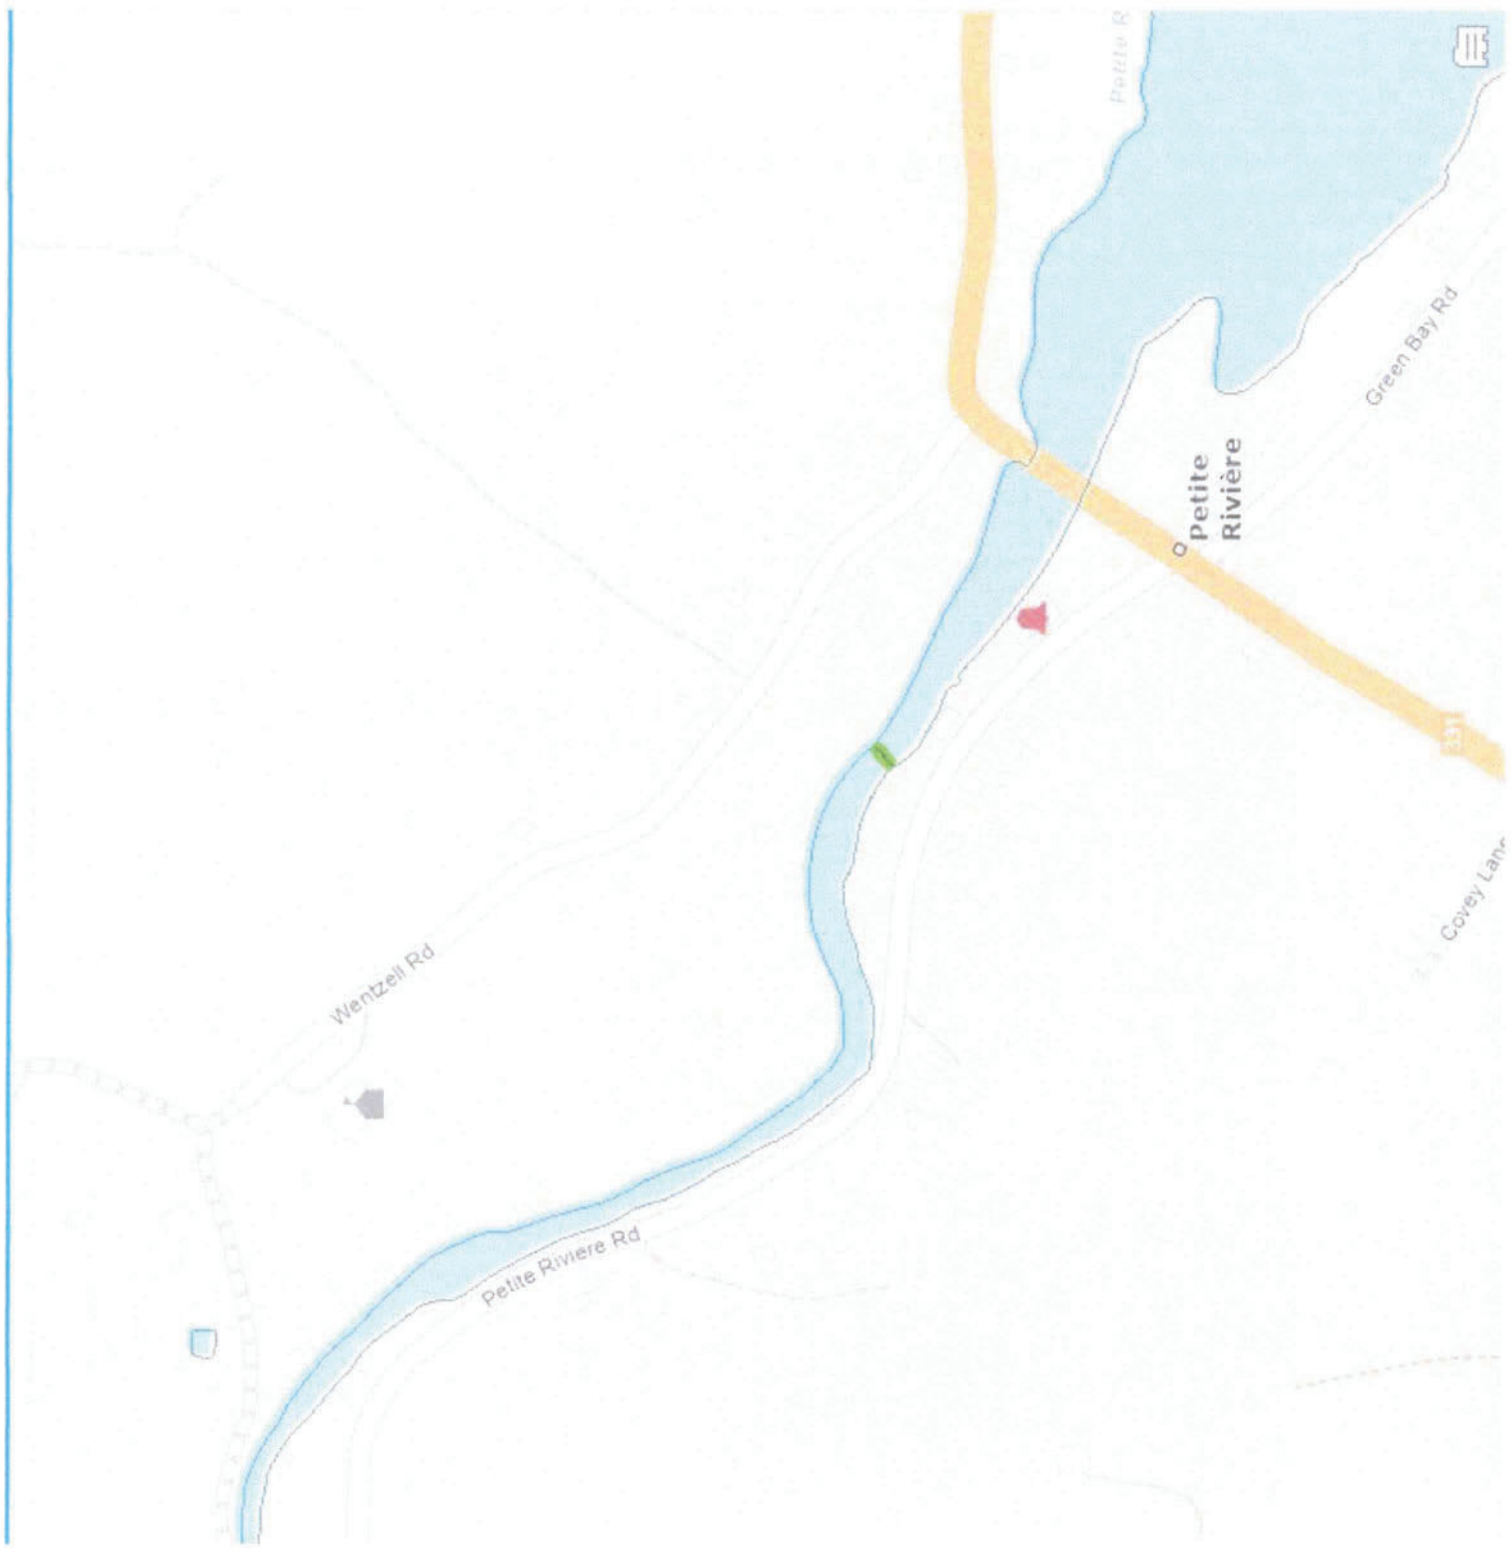 Petite R
Green Bay Rd
Petite
Rivière
331
Covey Lane
Wentzell Rd
Petite Riviere Rd